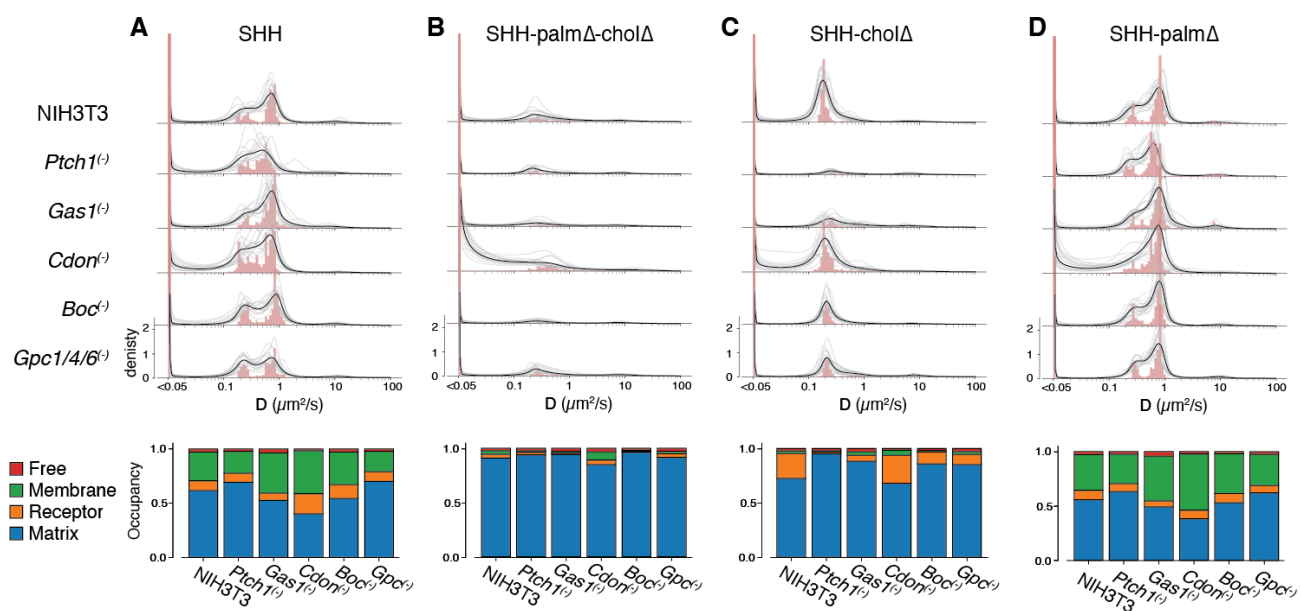 A SHH
B SHH-palmΔ-cholΔ
C SHH-cholΔ
D SHH-palmΔ
NIH3T3
Ptch1(-)
Gas1(-)
Cdon(-)
Boc(-)
Gpc1/4/6(-)
denisty
2
1
0
<0.05 0.1 1 10 100
D (μm²/s)
2
1
0
<0.05 0.1 1 10 100
D (μm²/s)
2
1
0
<0.05 0.1 1 10 100
D (μm²/s)
2
1
0
<0.05 0.1 1 10 100
D (μm²/s)
Free
Membrane
Receptor
Matrix
Occupancy
1.0
0.5
0.0
NIH3T3 Ptch1(-) Gas1(-) Cdon(-) Boc(-) Gpc(-)
1.0
0.5
0.0
NIH3T3 Ptch1(-) Gas1(-) Cdon(-) Boc(-) Gpc(-)
1.0
0.5
0.0
NIH3T3 Ptch1(-) Gas1(-) Cdon(-) Boc(-) Gpc(-)
1.0
0.5
0.0
NIH3T3 Ptch1(-) Gas1(-) Cdon(-) Boc(-) Gpc(-)